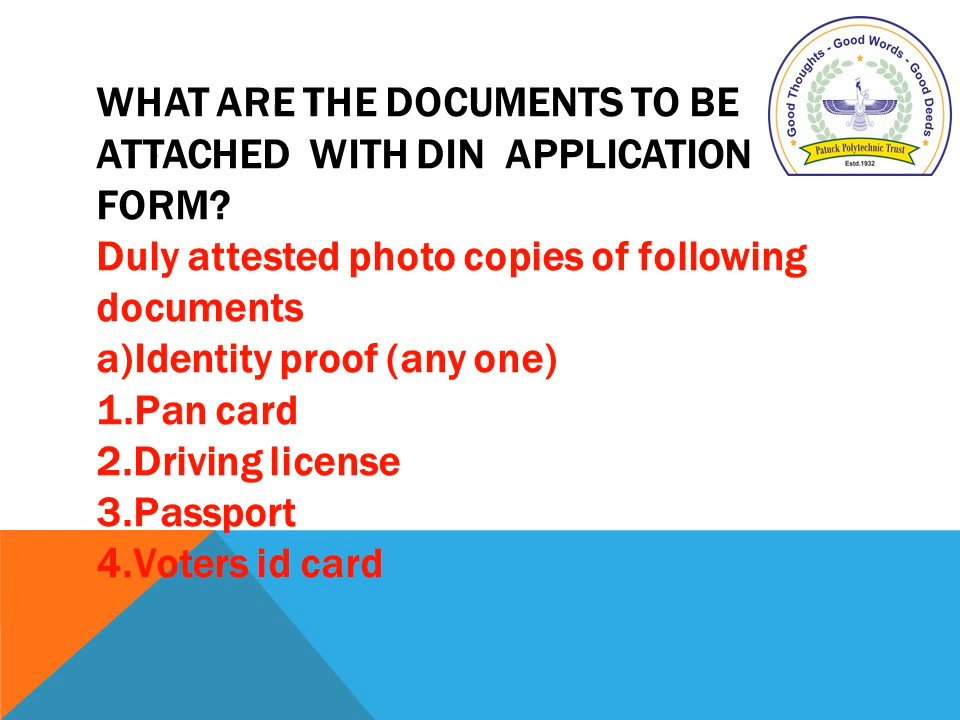 Good Thoughts - Good Words - Good Deeds
Patuck Polytechnic Trust
Estd.1932
WHAT ARE THE DOCUMENTS TO BE
ATTACHED  WITH DIN  APPLICATION
FORM?
Duly attested photo copies of following
documents
a)Identity proof (any one)
1.Pan card
2.Driving license
3.Passport
4.Voters id card